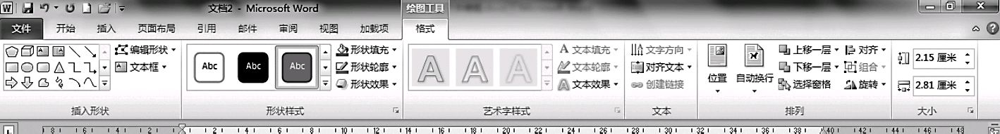 W 文档2 - Microsoft Word 绘图工具
文件 开始 插入 页面布局 引用 邮件 审阅 视图 加载项 格式
编辑形状 Abc Abc Abc 形状填充 A A A A 文本填充 文字方向 位置 自动换行 上移一层 对齐 2.15 厘米
文本框 形状轮廓 文本轮廓 对齐文本 下移一层 组合
形状效果 文本效果 创建链接 选择窗格 旋转 2.81 厘米
插入形状 形状样式 艺术字样式 文本 排列 大小
L 8 6 4 2 2 4 6 8 10 12 14 16 18 20 22 24 26 28 30 32 34 36 38 40 42 44 46 48